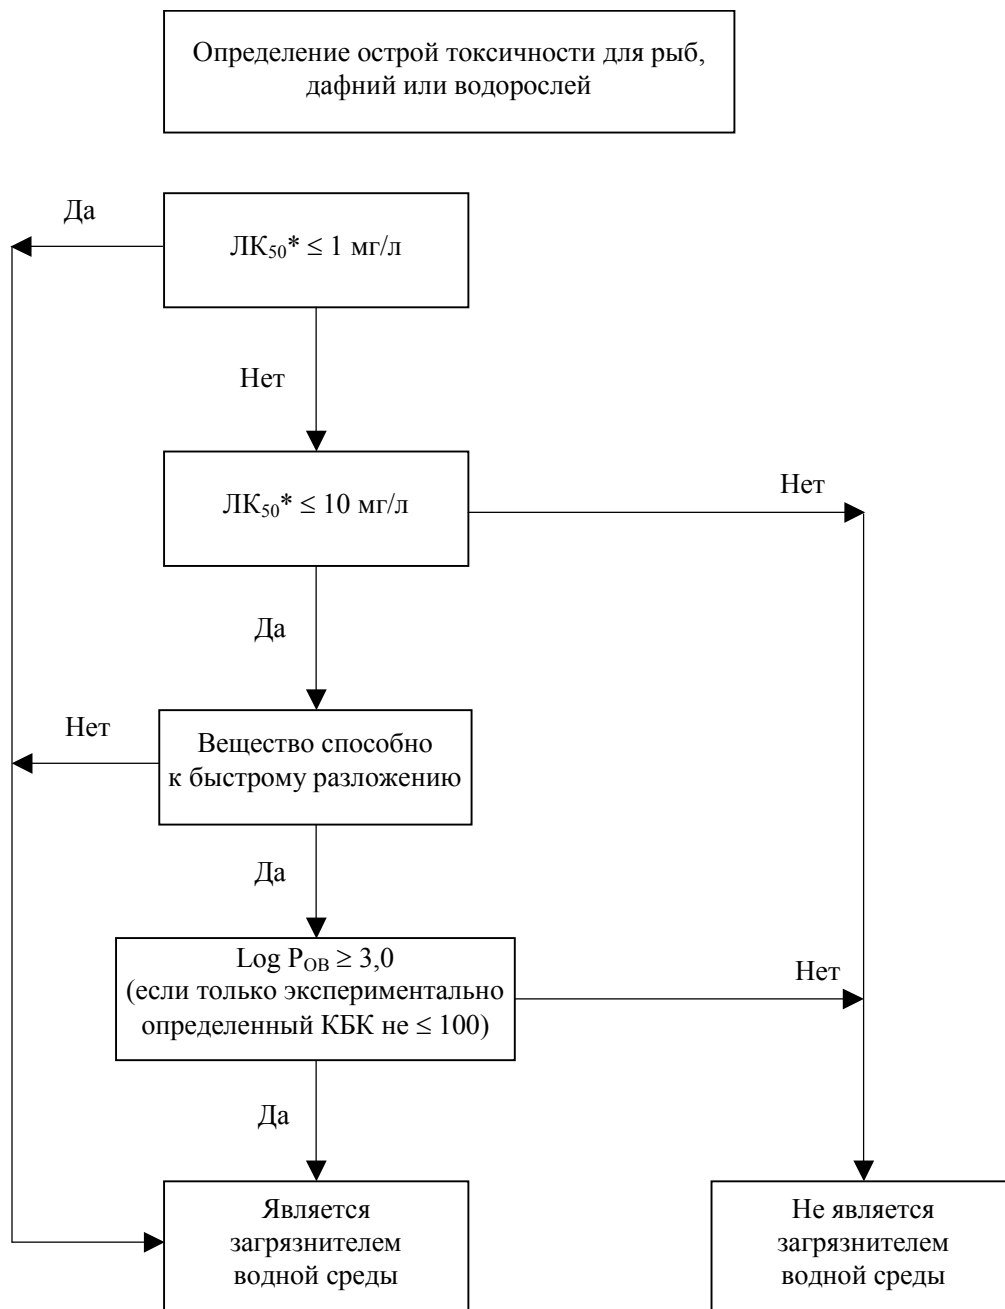 Определение острой токсичности для рыб,
дафний или водорослей
Да
ЛК50* ≤ 1 мг/л
Нет
ЛК50* ≤ 10 мг/л
Нет
Да
Нет
Вещество способно
к быстрому разложению
Да
Log PОВ ≥ 3,0
(если только экспериментально
определенный КБК не ≤ 100)
Нет
Да
Является
загрязнителем
водной среды
Не является
загрязнителем
водной среды